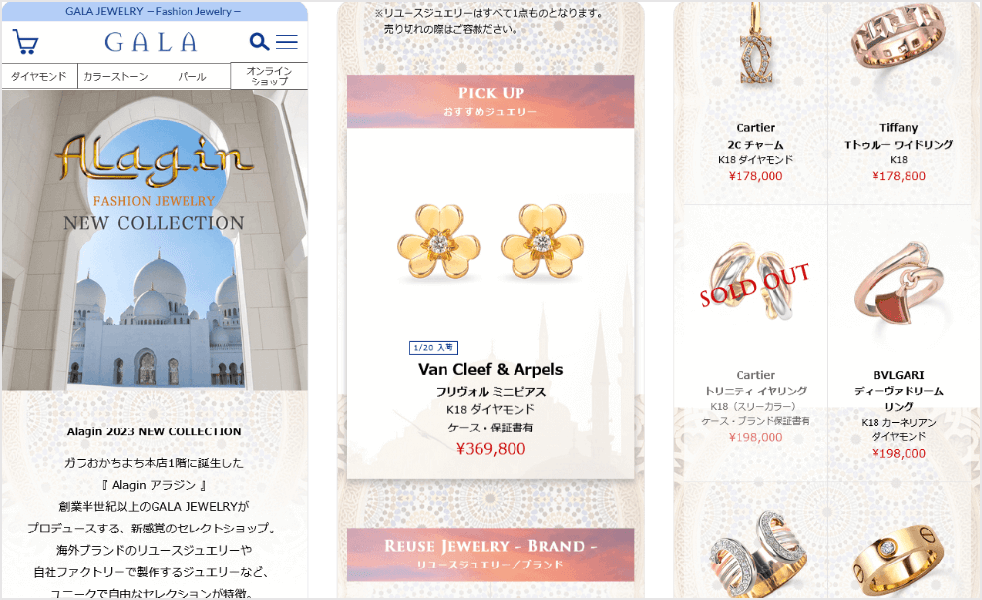 GALA JEWELRY －Fashion Jewelry－
GALA
ダイヤモンド
カラーストーン
パール
オンライン
ショップ
Alagin
FASHION JEWELRY
NEW COLLECTION
Alagin 2023 NEW COLLECTION
ガラおかちまち本店1階に誕生した
『 Alagin アラジン 』
創業半世紀以上のGALA JEWELRYが
プロデュースする、新感覚のセレクトショップ。
海外ブランドのリユースジュエリーや
自社ファクトリーで製作するジュエリーなど、
ユニークで自由なセレクションが特徴。
※リユースジュエリーはすべて1点ものとなります。
売り切れの際はご容赦ださい。
PICK UP
おすすめジュエリー
1/20 入荷
Van Cleef & Arpels
フリヴォル ミニピアス
K18 ダイヤモンド
ケース・保証書有
¥369,800
REUSE JEWELRY - BRAND -
リユースジュエリー／ブランド
Cartier
2C チャーム
K18 ダイヤモンド
¥178,000
Tiffany
Tトゥルー ワイドリング
K18
¥178,800
SOLD OUT
Cartier
トリニティ イヤリング
K18（スリーカラー）
ケース・ブランド保証書有
¥198,000
BVLGARI
ディーヴァドリーム
リング
K18 カーネリアン
ダイヤモンド
¥198,000